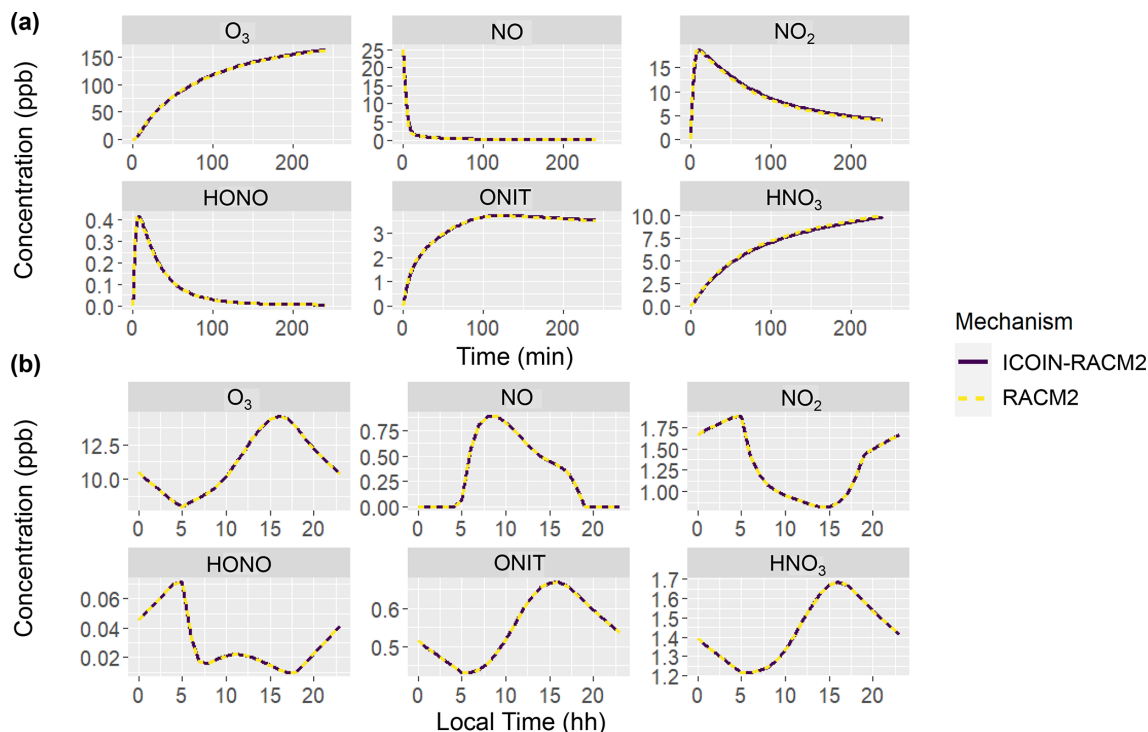 (a)
O₃ NO NO₂
Concentration (ppb)
150 100 50 0
25 20 15 10 5 0
15 10 5 0
0 100 200 0 100 200 0 100 200
HONO ONIT HNO₃
0.4 0.3 0.2 0.1 0.0
3 2 1 0
10.0 7.5 5.0 2.5 0.0
0 100 200 0 100 200 0 100 200
Time (min)
Mechanism
ICOIN-RACM2
RACM2
(b)
O₃ NO NO₂
Concentration (ppb)
12.5 10.0
0.75 0.50 0.25 0.00
1.75 1.50 1.25 1.00
0 5 10 15 20 0 5 10 15 20 0 5 10 15 20
HONO ONIT HNO₃
0.06 0.04 0.02
0.6 0.5
1.7 1.6 1.5 1.4 1.3 1.2
0 5 10 15 20 0 5 10 15 20 0 5 10 15 20
Local Time (hh)